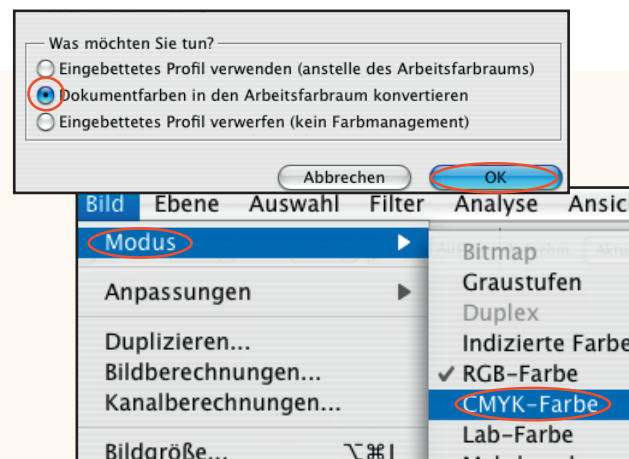 Was möchten Sie tun?
Eingebettetes Profil verwenden (anstelle des Arbeitsfarbraums)
Dokumentfarben in den Arbeitsfarbraum konvertieren
Eingebettetes Profil verwerfen (kein Farbmanagement)
Abbrechen OK
Bild Ebene Auswahl Filter Analyse Ansic
Modus
Bitmap
Anpassungen
Graustufen
Duplex
Duplizieren...
Indizierte Farbe
Bildberechnungen...
✓ RGB-Farbe
Kanalberechnungen...
CMYK-Farbe
Lab-Farbe
Bildgröße... ⌥⌘I